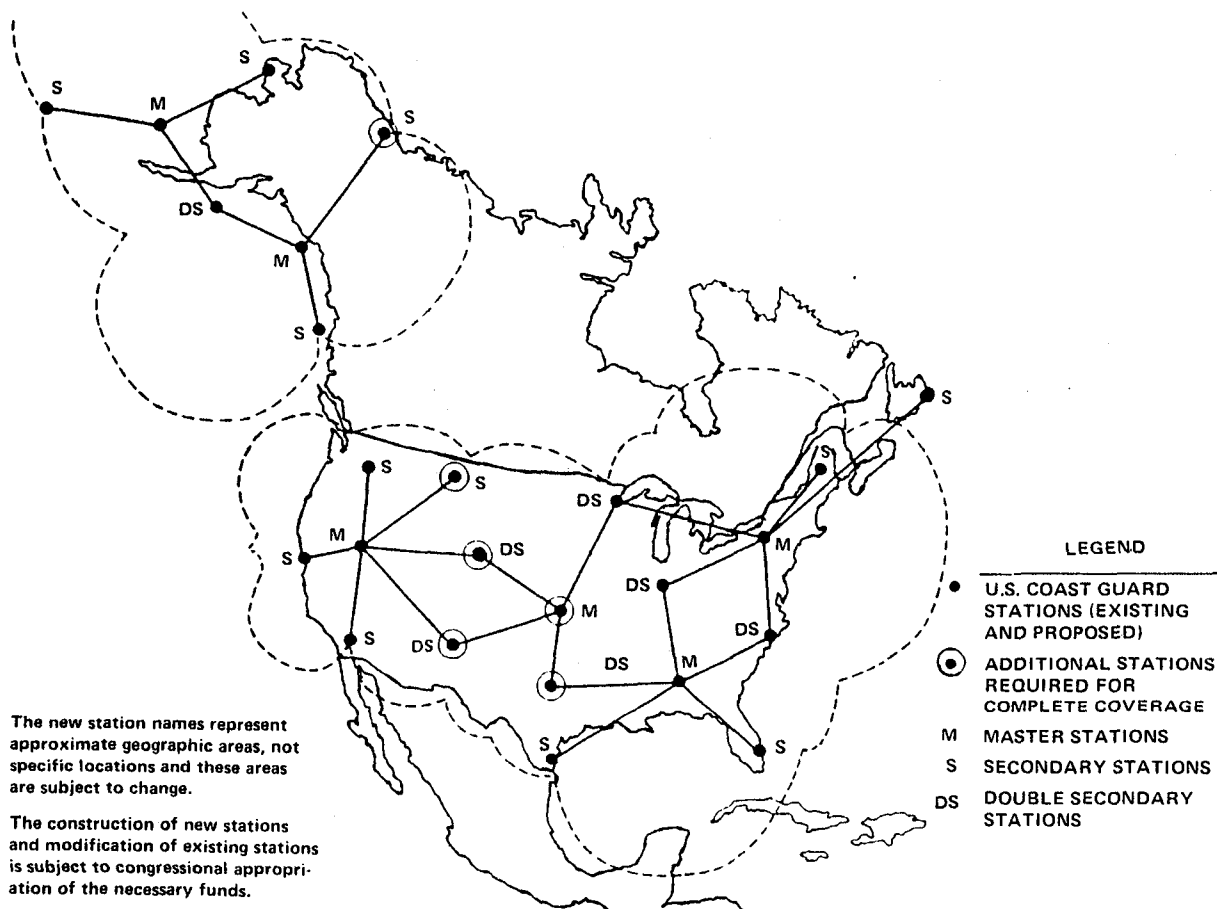 S
S
M
S
DS
M
S
S
S
S
S
DS
M
DS
S
M
DS
M
DS
S
DS
DS
DS
M
S
S
LEGEND
U.S. COAST GUARD
STATIONS (EXISTING
AND PROPOSED)
ADDITIONAL STATIONS
REQUIRED FOR
COMPLETE COVERAGE
M MASTER STATIONS
S SECONDARY STATIONS
DS DOUBLE SECONDARY
STATIONS
The new station names represent
approximate geographic areas, not
specific locations and these areas
are subject to change.
The construction of new stations
and modification of existing stations
is subject to congressional appropri-
ation of the necessary funds.